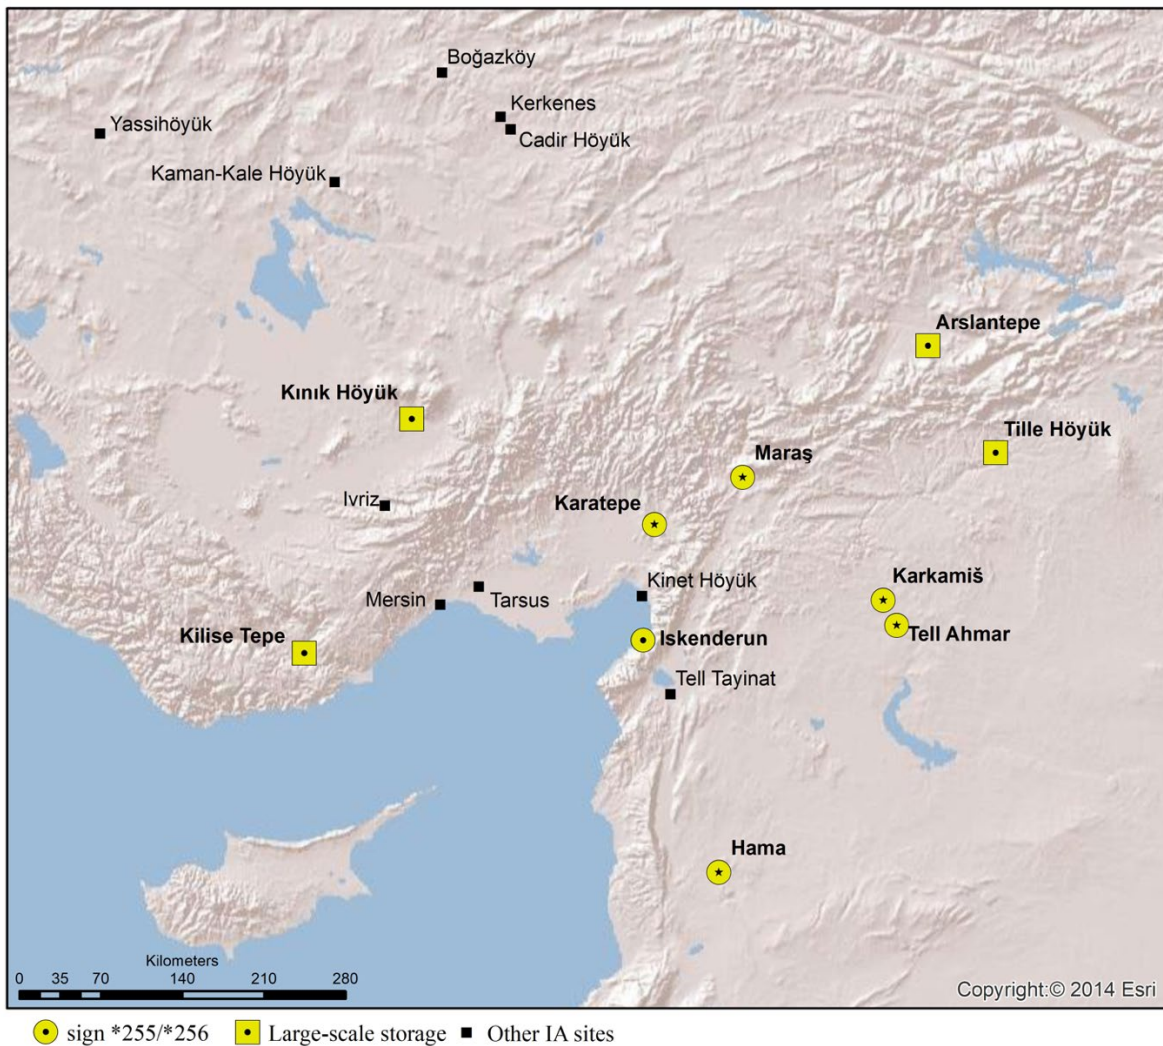 Boğazköy
Kerkenes
Yassihöyük
Cadir Höyük
Kaman-Kale Höyük
Arslantepe
Kınık Höyük
Tille Höyük
Maraş
Ivriz
Karatepe
Karkamiš
Kinet Höyük
Mersin
Tarsus
Tell Ahmar
Kilise Tepe
Iskenderun
Tell Tayinat
Hama
Kilometers
0 35 70 140 210 280
Copyright:© 2014 Esri
sign *255/*256 Large-scale storage Other IA sites